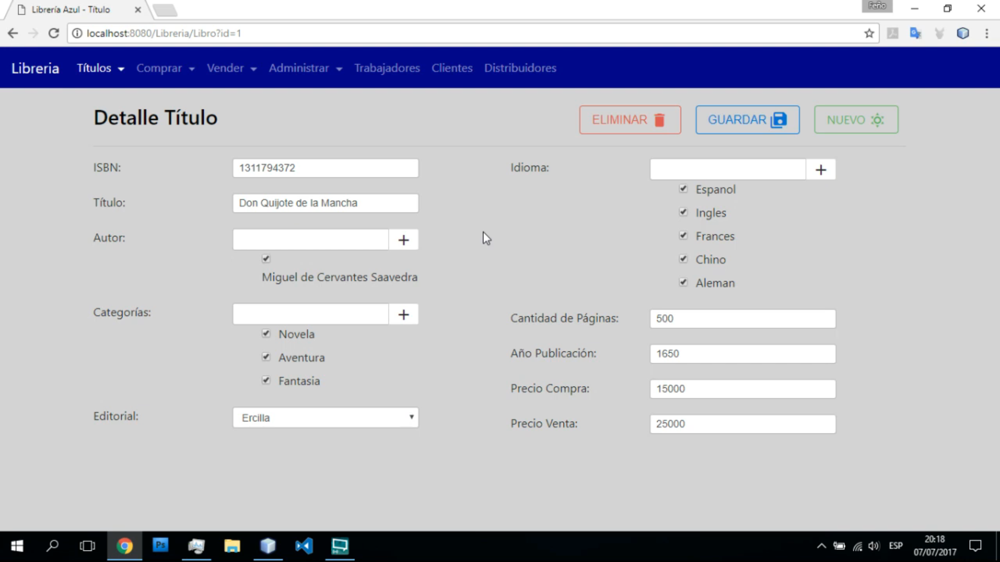 Librería Azul - Título
Feño
localhost:8080/Libreria/Libro?id=1
Libreria Títulos Comprar Vender Administrar Trabajadores Clientes Distribuidores
Detalle Título
ELIMINAR GUARDAR NUEVO
ISBN: 1311794372
Título: Don Quijote de la Mancha
Autor: +
Miguel de Cervantes Saavedra
Categorías: +
Novela
Aventura
Fantasia
Editorial: Ercilla
Idioma: +
Espanol
Ingles
Frances
Chino
Aleman
Cantidad de Páginas: 500
Año Publicación: 1650
Precio Compra: 15000
Precio Venta: 25000
Ps
ESP
20:18
07/07/2017